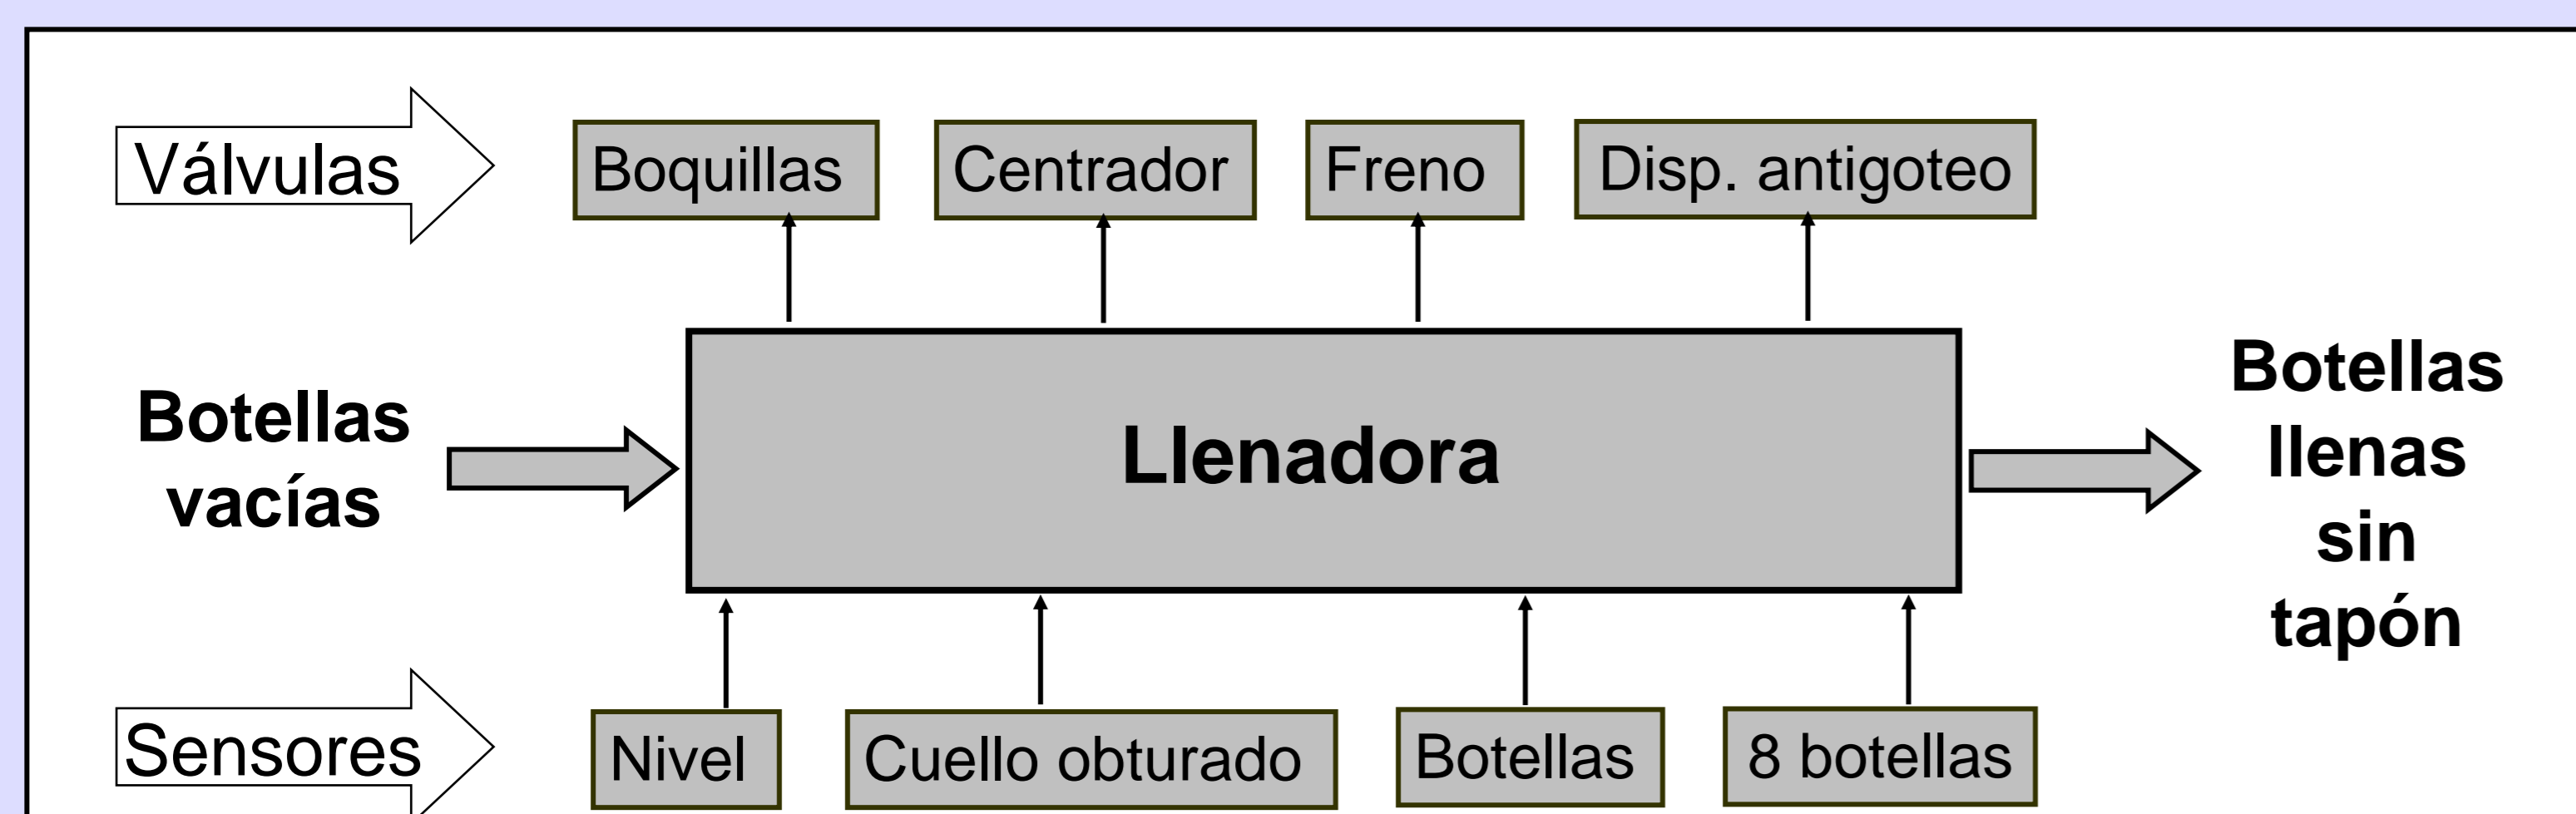 Válvulas
Boquillas
Centrador
Freno
Disp. antigoteo
Botellas
vacías
Llenadora
Botellas
llenas
sin
tapón
Sensores
Nivel
Cuello obturado
Botellas
8 botellas